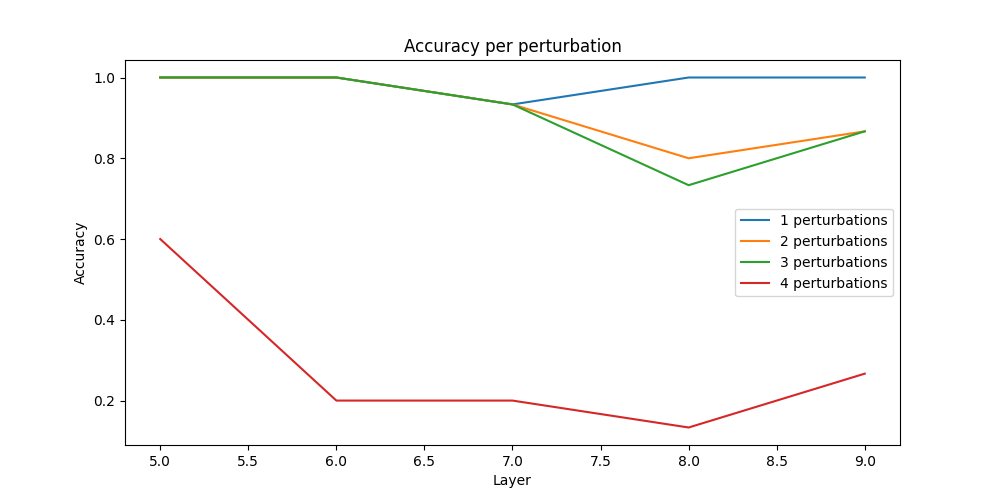 Accuracy per perturbation
Accuracy
1.0
0.8
0.6
0.4
0.2
1 perturbations
2 perturbations
3 perturbations
4 perturbations
5.0 5.5 6.0 6.5 7.0 7.5 8.0 8.5 9.0
Layer